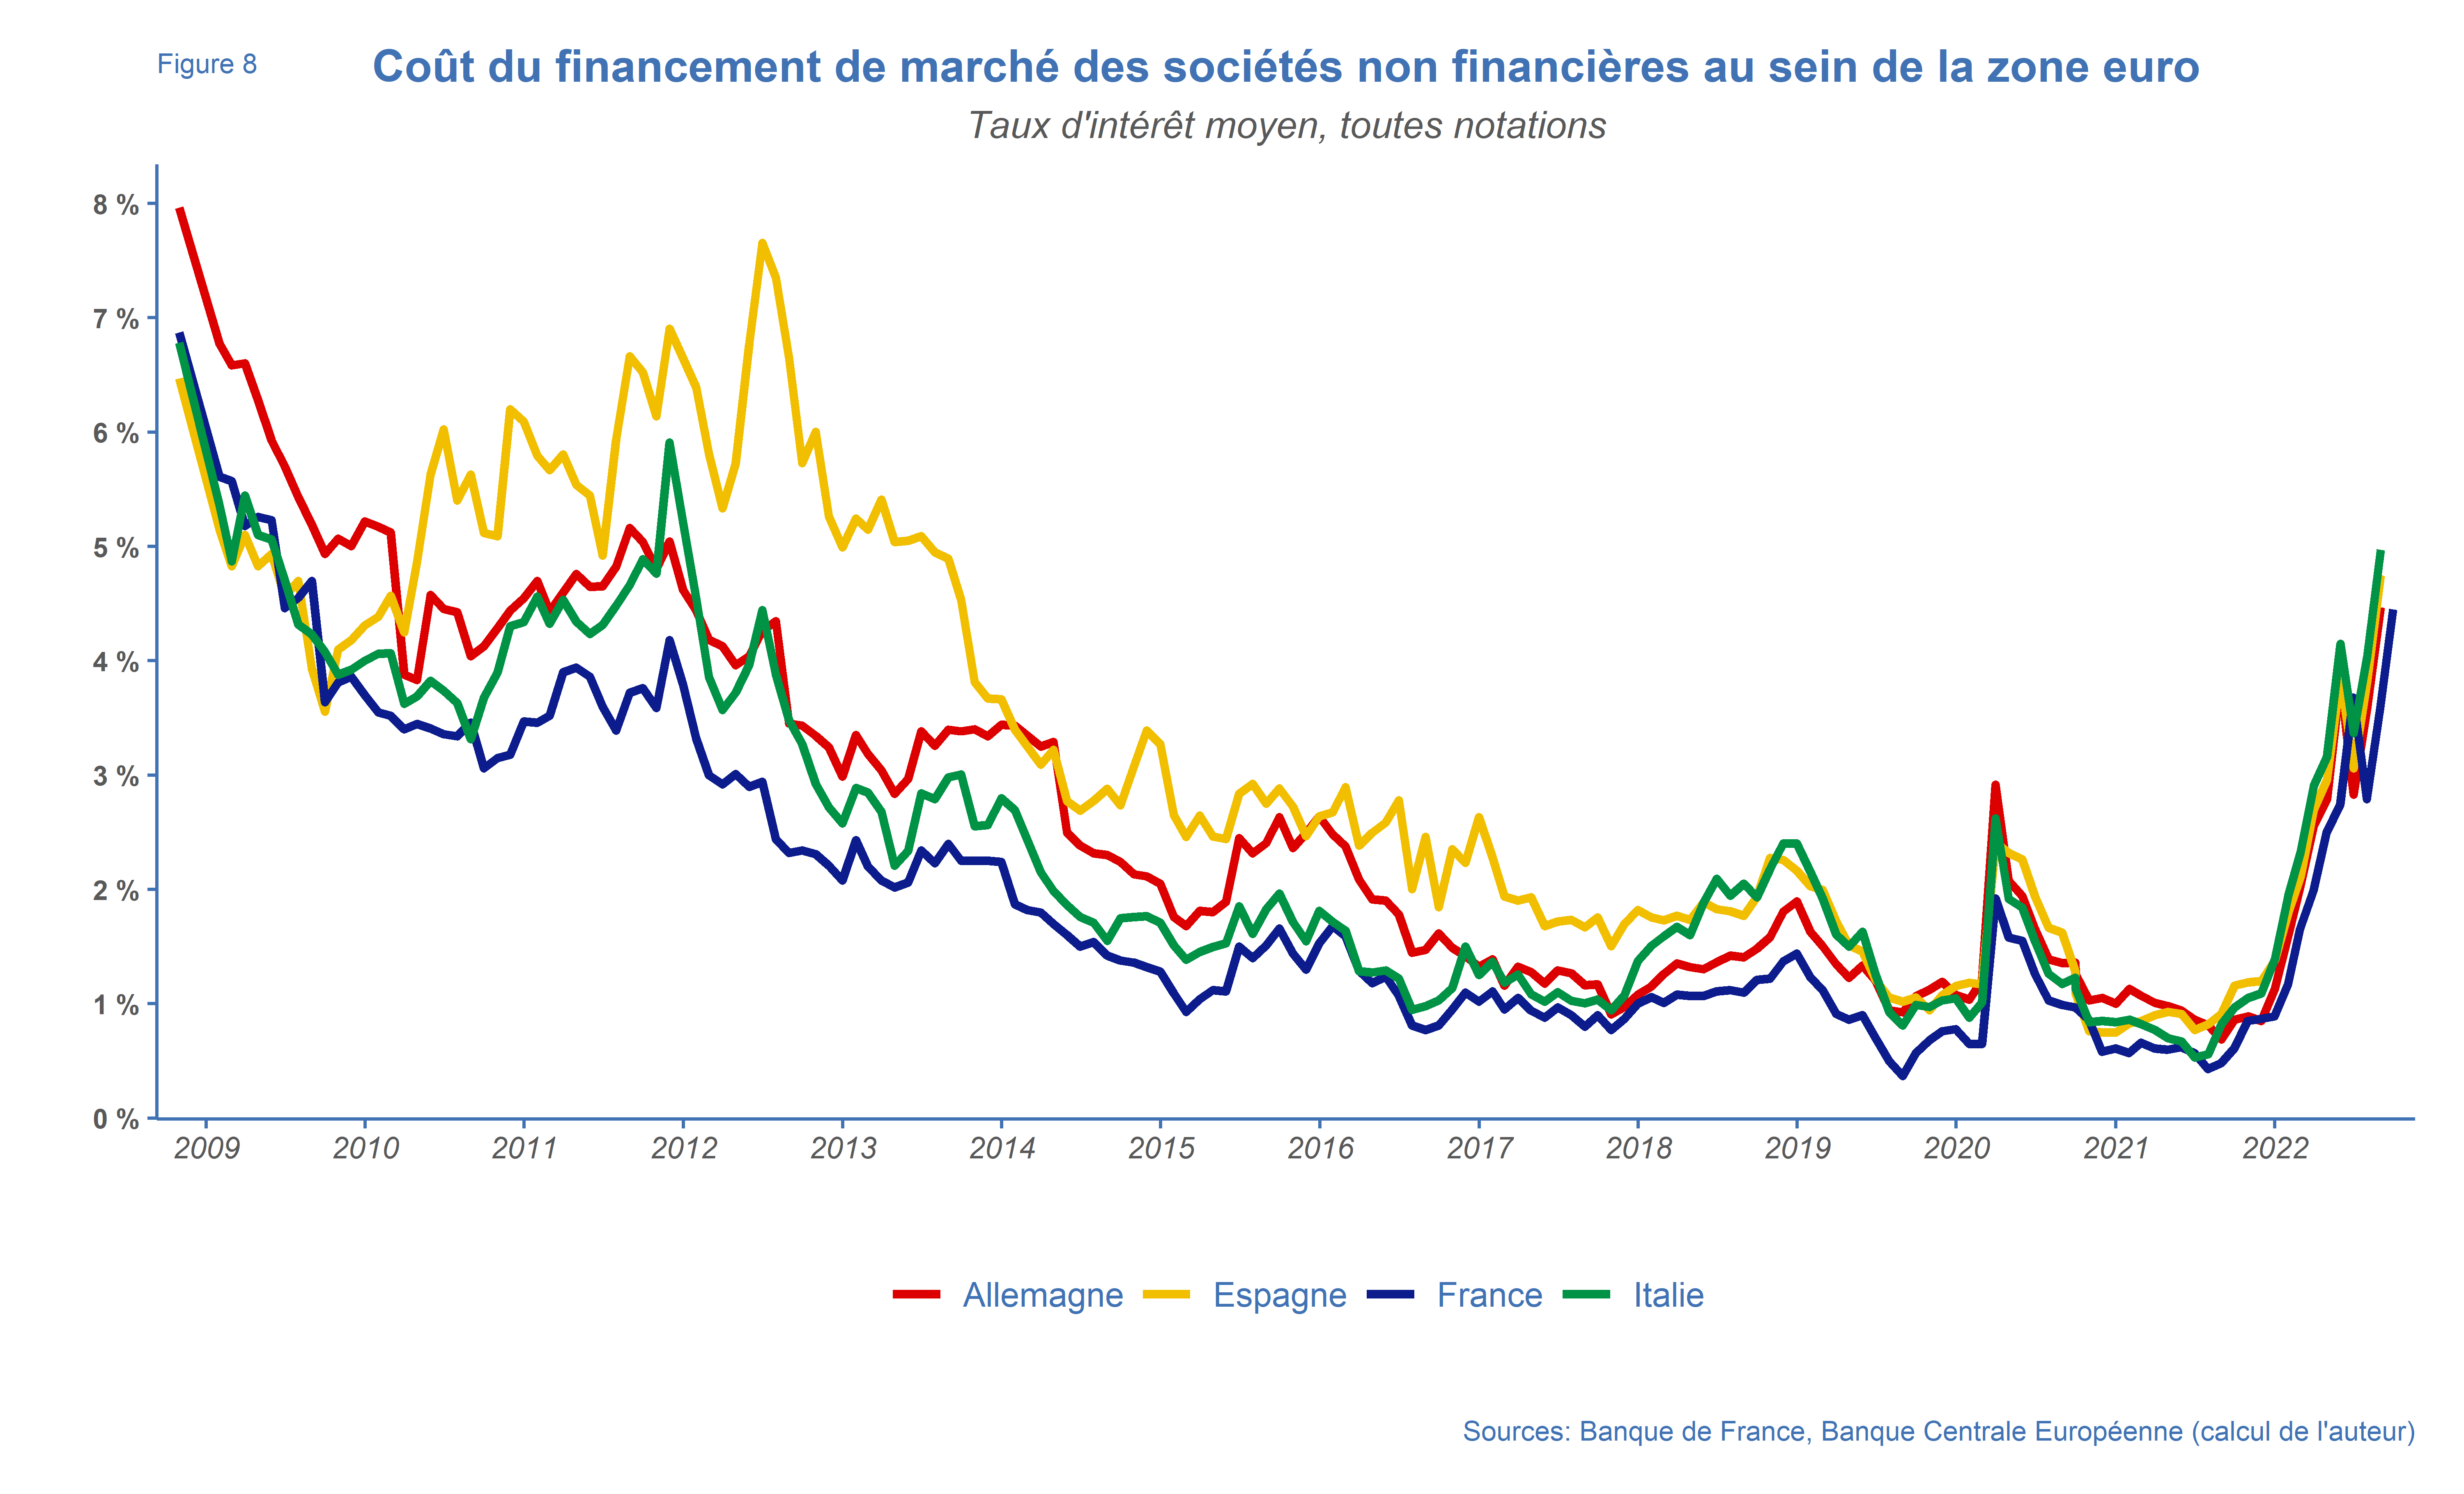 Figure 8
Coût du financement de marché des sociétés non financières au sein de la zone euro
Taux d'intérêt moyen, toutes notations
8 %
7 %
6 %
5 %
4 %
3 %
2 %
1 %
0 %
2009 2010 2011 2012 2013 2014 2015 2016 2017 2018 2019 2020 2021 2022
Allemagne Espagne France Italie
Sources: Banque de France, Banque Centrale Européenne (calcul de l'auteur)